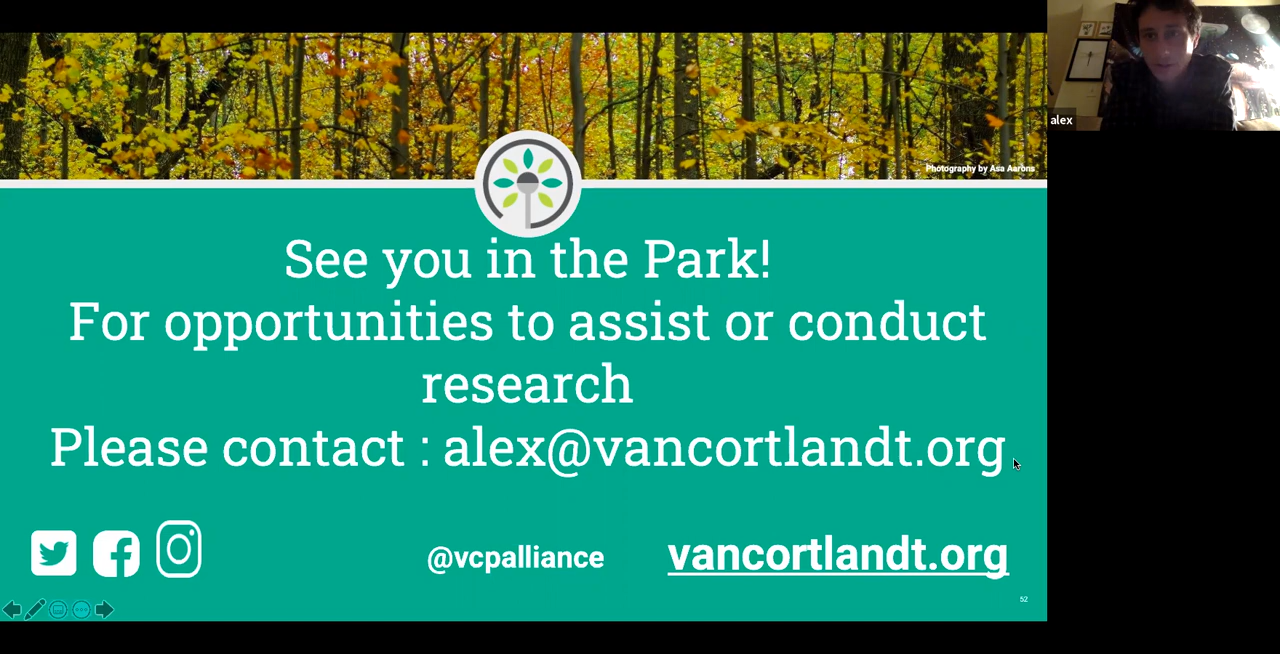 alex
Photography by Asa Aarons
See you in the Park!
For opportunities to assist or conduct
research
Please contact : alex@vancortlandt.org
@vcpalliance
vancortlandt.org
52